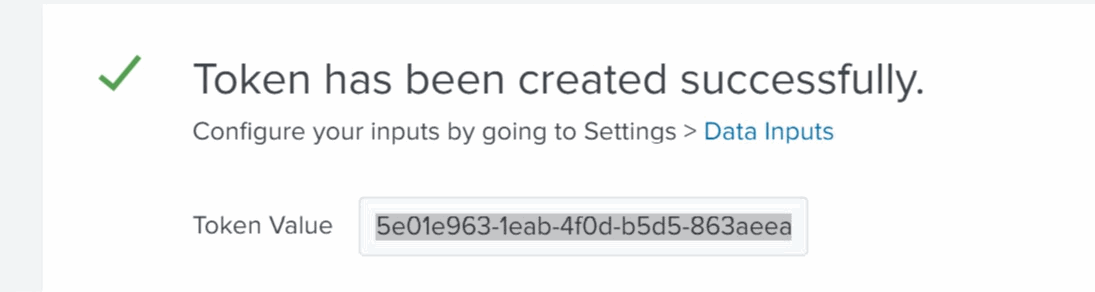 Token has been created successfully.
Configure your inputs by going to Settings > Data Inputs
Token Value 5e01e963-1eab-4f0d-b5d5-863aeea